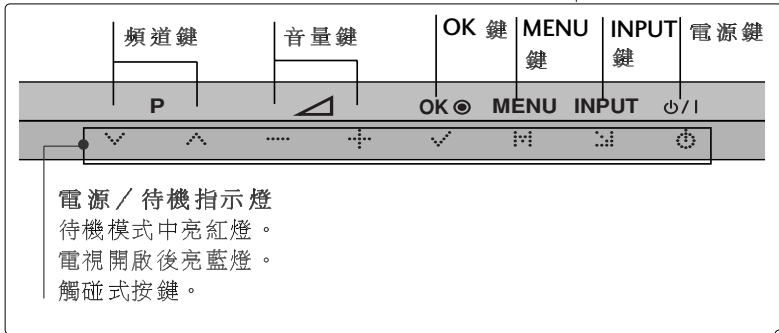 頻道鍵
音量鍵
OK 鍵
MENU
鍵
INPUT
鍵
電源鍵
P
OK
MENU
INPUT
/ I
電源／待機指示燈
待機模式中亮紅燈。
電視開啟後亮藍燈。
觸碰式按鍵。